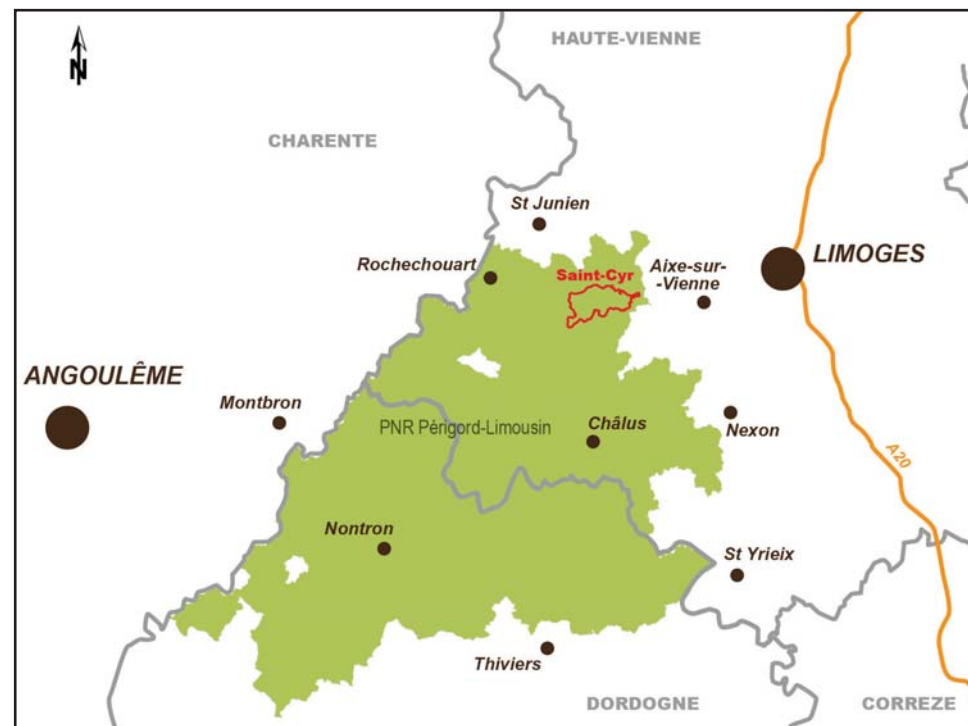 HAUTE-VIENNE
N
CHARENTE
St Junien
LIMOGES
Rochechouart
Saint-Cyr
Aixe-sur-
-Vienne
ANGOULÊME
Montbron
PNR Périgord-Limousin
Châlus
Nexon
A20
Nontron
St Yrieix
Thiviers
DORDOGNE
CORREZE